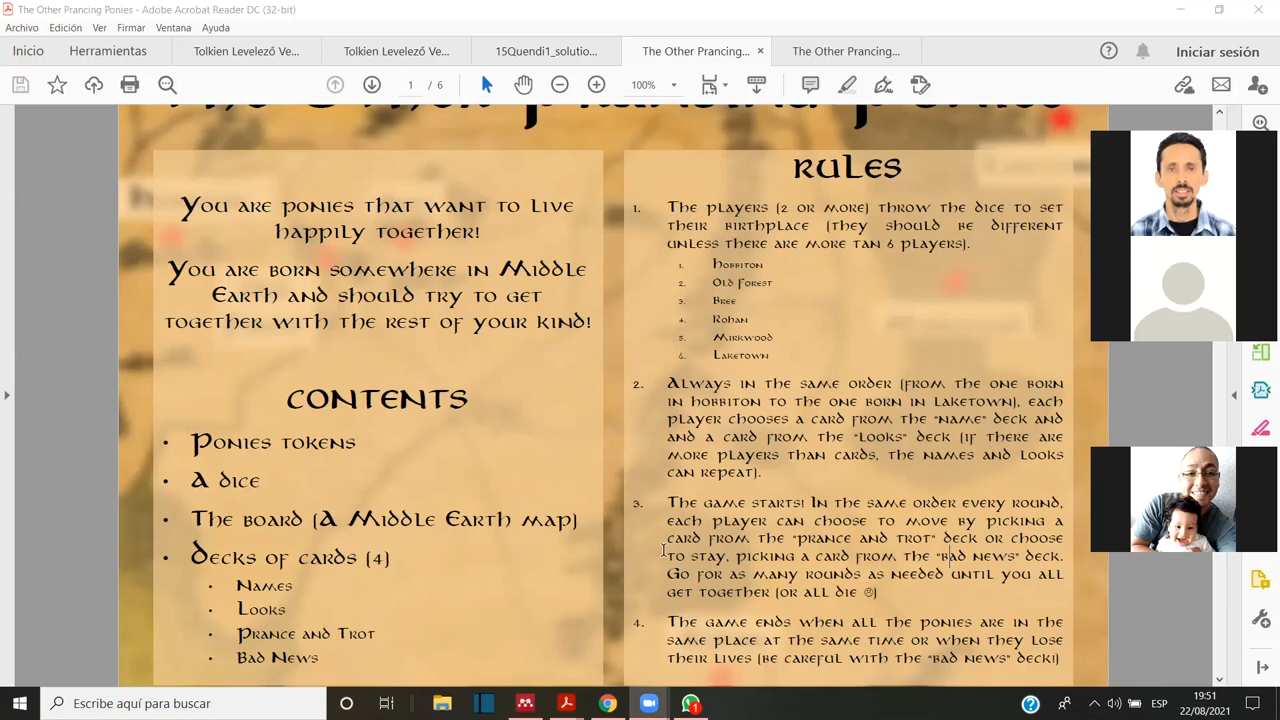 The Other Prancing Ponies - Adobe Acrobat Reader DC (32-bit)
Archivo Edición Ver Firmar Ventana Ayuda
Inicio Herramientas Tolkien Levelező Ve... Tolkien Levelező Ve... 15Quendi1_solutio... The Other Prancing... × The Other Prancing... Iniciar sesión
1 / 6 100%
The Other Prancing Ponies
You are ponies that want to live
happily together!
You are born somewhere in Middle
Earth and should try to get
together with the rest of your kind!
CONTENTS
• Ponies tokens
• A dice
• The board (A Middle Earth map)
• Decks of cards (4)
• Names
• Looks
• Prance and Trot
• Bad News
RULES
1. The players (2 or more) throw the dice to set
their birthplace (they should be different
unless there are more tan 6 players).
1. Hobbiton
2. Old Forest
3. Bree
4. Rohan
5. Mirkwood
6. Laketown
2. Always in the same order (from the one born
in Hobbiton to the one born in Laketown), each
player chooses a card from the "name" deck and
and a card from the "looks" deck (if there are
more players than cards, the names and looks
can repeat).
3. The game starts! In the same order every round,
each player can choose to move by picking a
card from the "prance and trot" deck or choose
to stay, picking a card from the "bad news" deck.
Go for as many rounds as needed until you all
get together (or all die ☹)
4. The game ends when all the ponies are in the
same place at the same time or when they lose
their lives (be careful with the "bad news" deck!)
Escribe aquí para buscar
1
ESP
19:51
22/08/2021